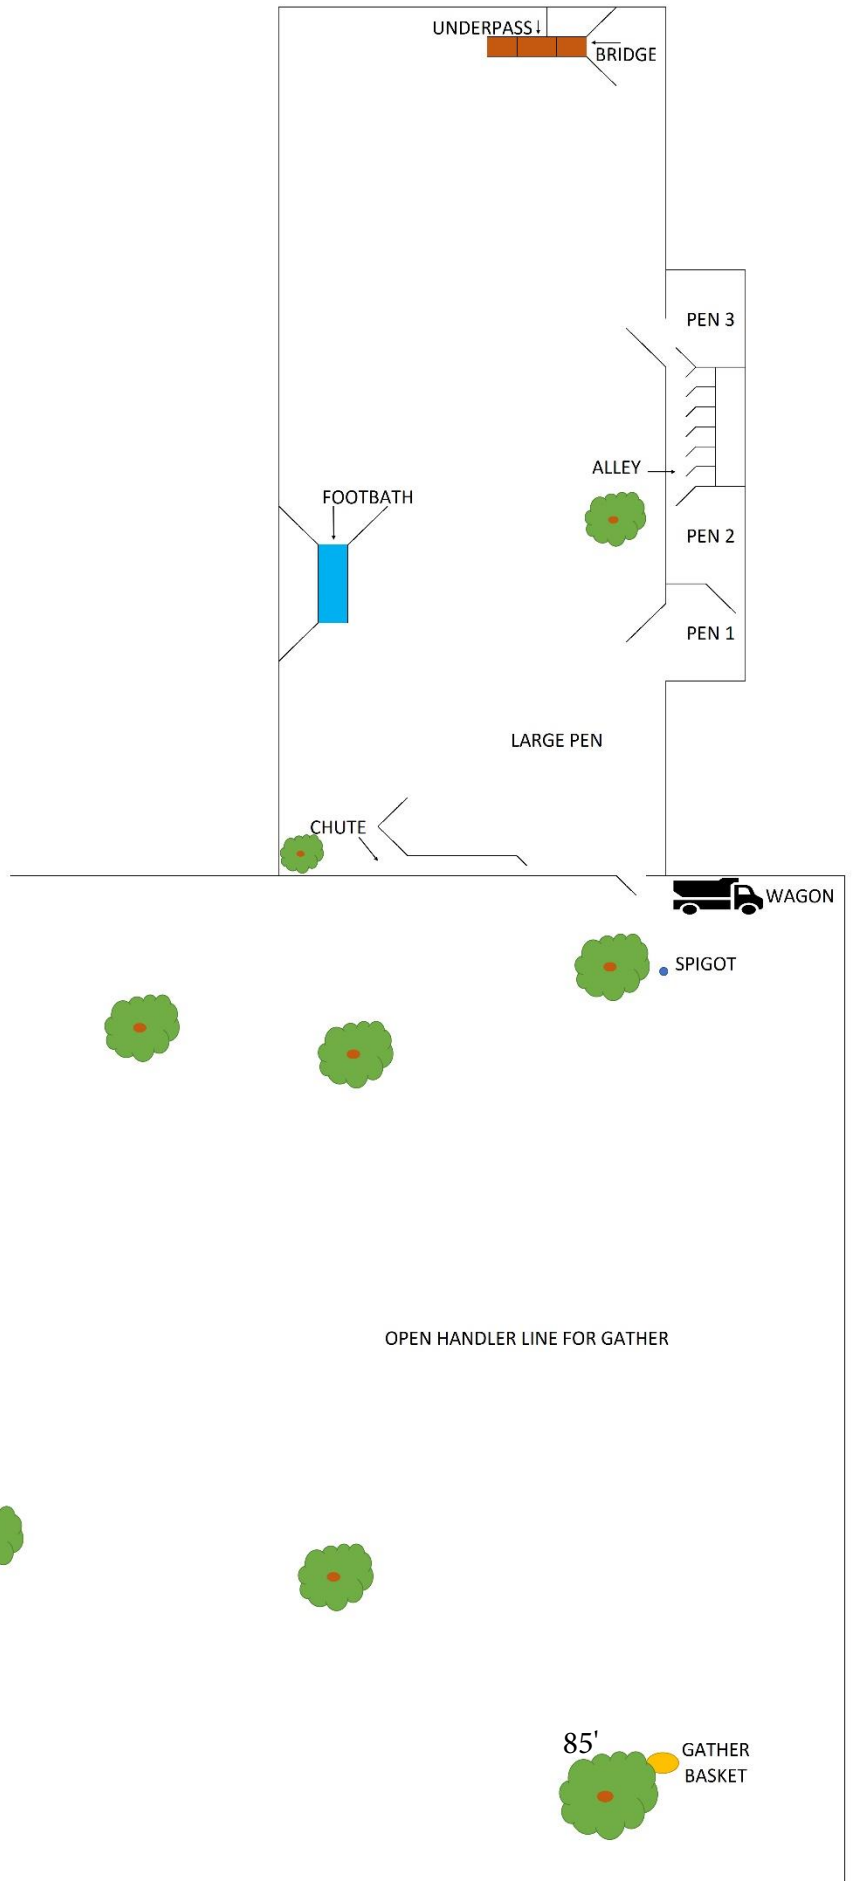 UNDERPASS
BRIDGE
PEN 3
ALLEY
FOOTBATH
PEN 2
PEN 1
LARGE PEN
CHUTE
WAGON
SPIGOT
OPEN HANDLER LINE FOR GATHER
85'
GATHER
BASKET